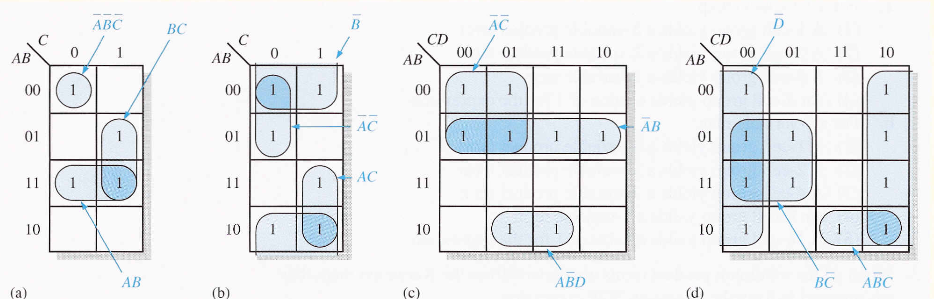 A̅B̅C̅
BC
C
0 1
AB
00 1
01 1
11 1 1
10
AB
(a)
B̅
C
0 1
AB
00 1 1
01 1
A̅C̅
11 1
AC
10 1 1
(b)
A̅C̅
CD
00 01 11 10
AB
00 1 1
01 1 1 1 1
A̅B
11
10 1 1
AB̅D
(c)
D̅
CD
00 01 11 10
AB
00 1 1
01 1 1 1
11 1 1 1
10 1 1 1
BC̅
AB̅C
(d)